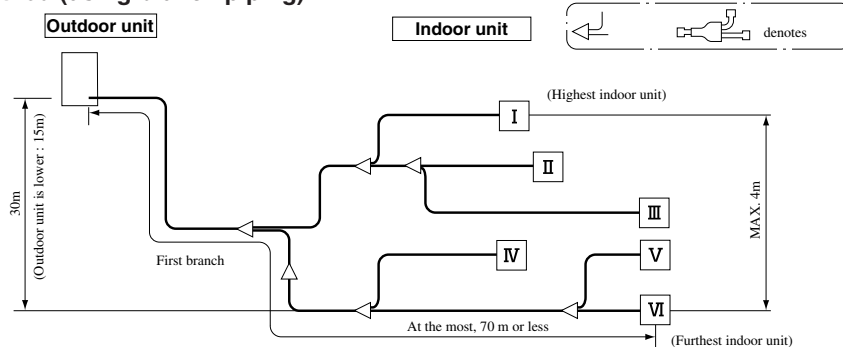 Outdoor unit
Indoor unit
denotes
(Highest indoor unit)
I
II
III
IV
V
VI
30m
(Outdoor unit is lower : 15m)
MAX. 4m
First branch
At the most, 70 m or less
(Furthest indoor unit)